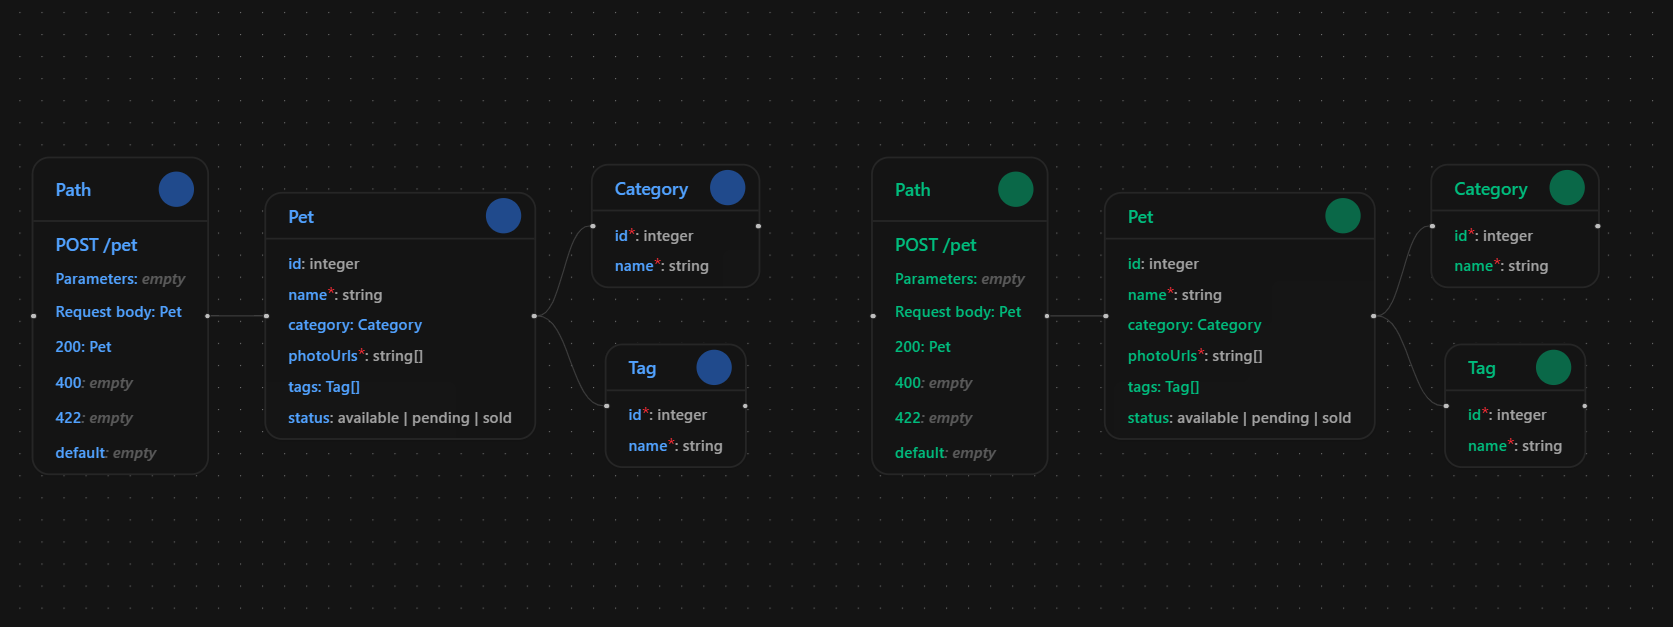 Path
POST /pet
Parameters: empty
Request body: Pet
200: Pet
400: empty
422: empty
default: empty
Pet
id: integer
name*: string
category: Category
photoUrls*: string[]
tags: Tag[]
status: available | pending | sold
Category
id*: integer
name*: string
Tag
id*: integer
name*: string
Path
POST /pet
Parameters: empty
Request body: Pet
200: Pet
400: empty
422: empty
default: empty
Pet
id: integer
name*: string
category: Category
photoUrls*: string[]
tags: Tag[]
status: available | pending | sold
Category
id*: integer
name*: string
Tag
id*: integer
name*: string